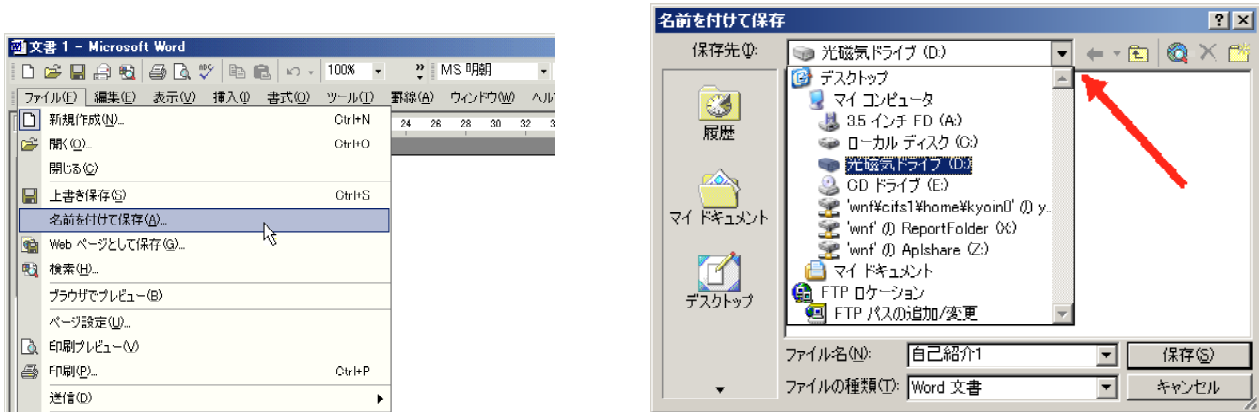 文書 1 - Microsoft Word
100%
MS 明朝
ファイル(F) 編集(E) 表示(V) 挿入(I) 書式(O) ツール(T) 罫線(A) ウィンドウ(W) ヘル
新規作成(N)... Ctrl+N
24 26 28 30 32 3
開く(O)... Ctrl+O
閉じる(C)
上書き保存(S) Ctrl+S
名前を付けて保存(A)...
Web ページとして保存(G)...
検索(H)...
ブラウザでプレビュー(B)
ページ設定(U)...
印刷プレビュー(V)
印刷(P)... Ctrl+P
送信(D)
名前を付けて保存
保存先(I):
光磁気ドライブ (D:)
デスクトップ
マイ コンピュータ
3.5 インチ FD (A:)
ローカル ディスク (C:)
光磁気ドライブ (D:)
CD ドライブ (E:)
'wnf¥cits1¥home¥kyoin0' の y...
'wnf' の ReportFolder (X:)
'wnf' の Aplshare (Z:)
マイ ドキュメント
FTP ロケーション
FTP パスの追加/変更
履歴
マイ ドキュメント
デスクトップ
ファイル名(N): 自己紹介1 保存(S)
ファイルの種類(T): Word 文書 キャンセル